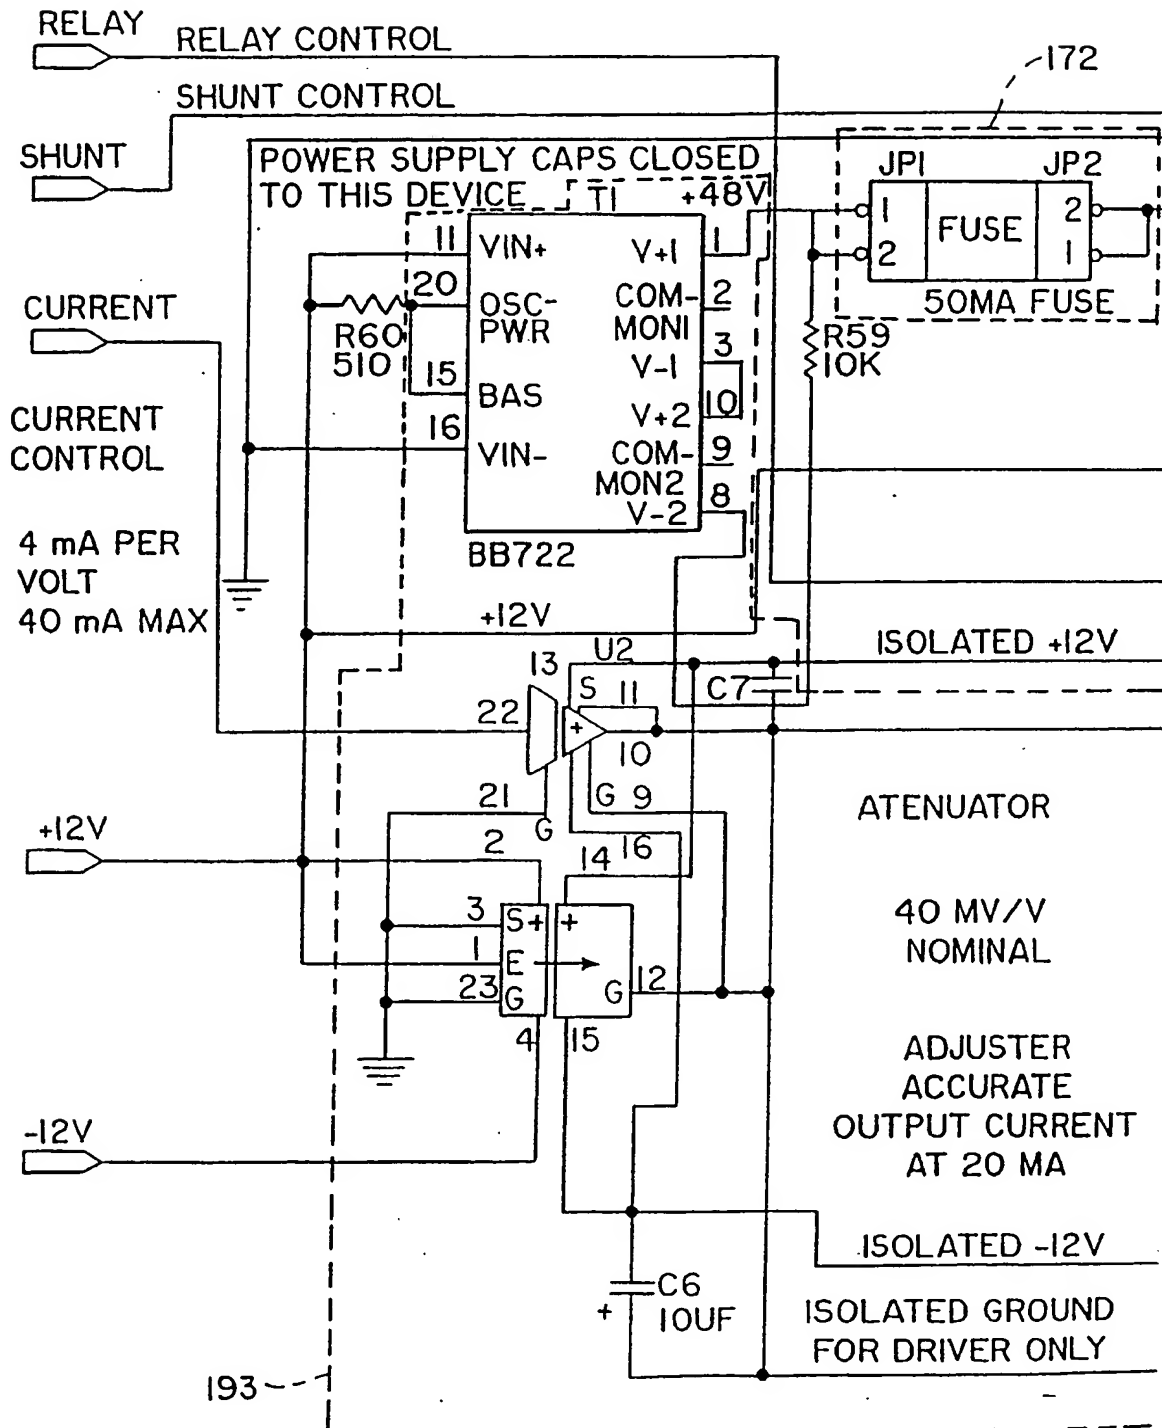 RELAY
RELAY CONTROL
172
SHUNT CONTROL
SHUNT
POWER SUPPLY CAPS CLOSED
TO THIS DEVICE
T1
+48V
JP1
JP2
11
VIN+
V+1
1
1
FUSE
2
2
1
20
OSC-
PWR
COM-
MON1
2
50MA FUSE
CURRENT
R60
510
V-1
3
R59
10K
15
BAS
V+2
10
CURRENT
CONTROL
16
VIN-
COM-
MON2
9
V-2
8
BB722
4 mA PER
VOLT
40 mA MAX
+12V
U2
ISOLATED +12V
13
S
11
C7
22
+
10
21
G
G
9
ATENUATOR
+12V
2
14
16
40 MV/V
NOMINAL
3
S+
+
1
E
23
G
G
12
4
15
ADJUSTER
ACCURATE
OUTPUT CURRENT
AT 20 MA
-12V
ISOLATED -12V
C6
+
10UF
ISOLATED GROUND
FOR DRIVER ONLY
193